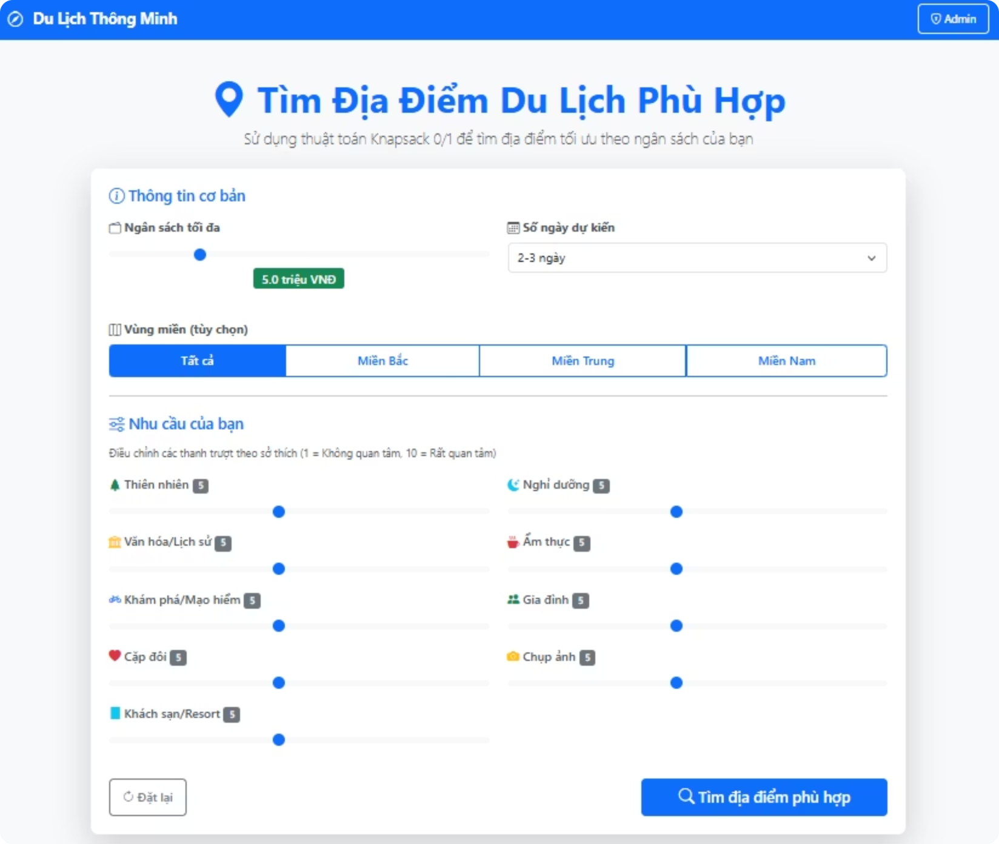 Du Lịch Thông Minh
Admin
Tìm Địa Điểm Du Lịch Phù Hợp
Sử dụng thuật toán Knapsack 0/1 để tìm địa điểm tối ưu theo ngân sách của bạn
Thông tin cơ bản
Ngân sách tối đa
5.0 triệu VNĐ
Số ngày dự kiến
2-3 ngày
Vùng miền (tùy chọn)
Tất cả
Miền Bắc
Miền Trung
Miền Nam
Nhu cầu của bạn
Điều chỉnh các thanh trượt theo sở thích (1 = Không quan tâm, 10 = Rất quan tâm)
Thiên nhiên 5
Nghỉ dưỡng 5
Văn hóa/Lịch sử 5
Ẩm thực 5
Khám phá/Mạo hiểm 5
Gia đình 5
Cặp đôi 5
Chụp ảnh 5
Khách sạn/Resort 5
Đặt lại
Tìm địa điểm phù hợp